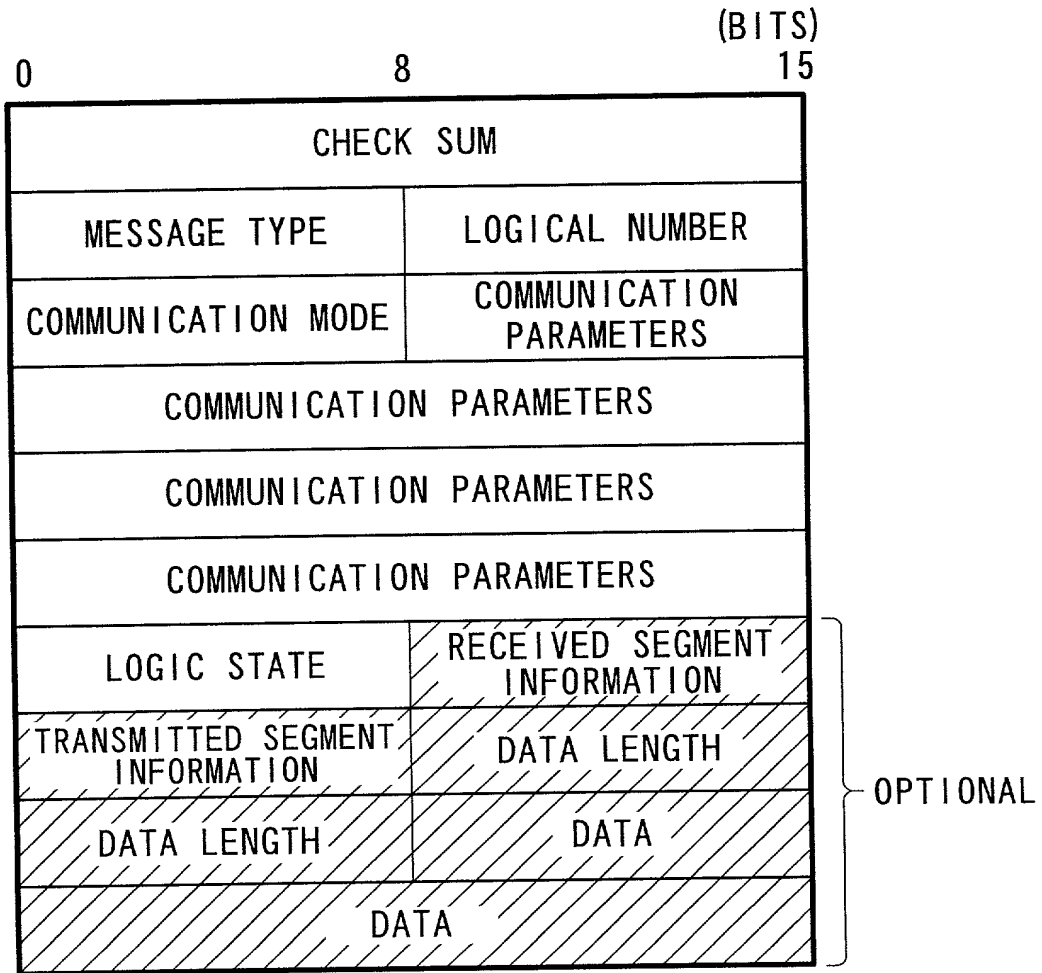 (BITS)
0 8 15
CHECK SUM
MESSAGE TYPE LOGICAL NUMBER
COMMUNICATION MODE
COMMUNICATION
PARAMETERS
COMMUNICATION PARAMETERS
COMMUNICATION PARAMETERS
COMMUNICATION PARAMETERS
LOGIC STATE
RECEIVED SEGMENT
INFORMATION
TRANSMITTED SEGMENT
INFORMATION
DATA LENGTH
OPTIONAL
DATA LENGTH DATA
DATA